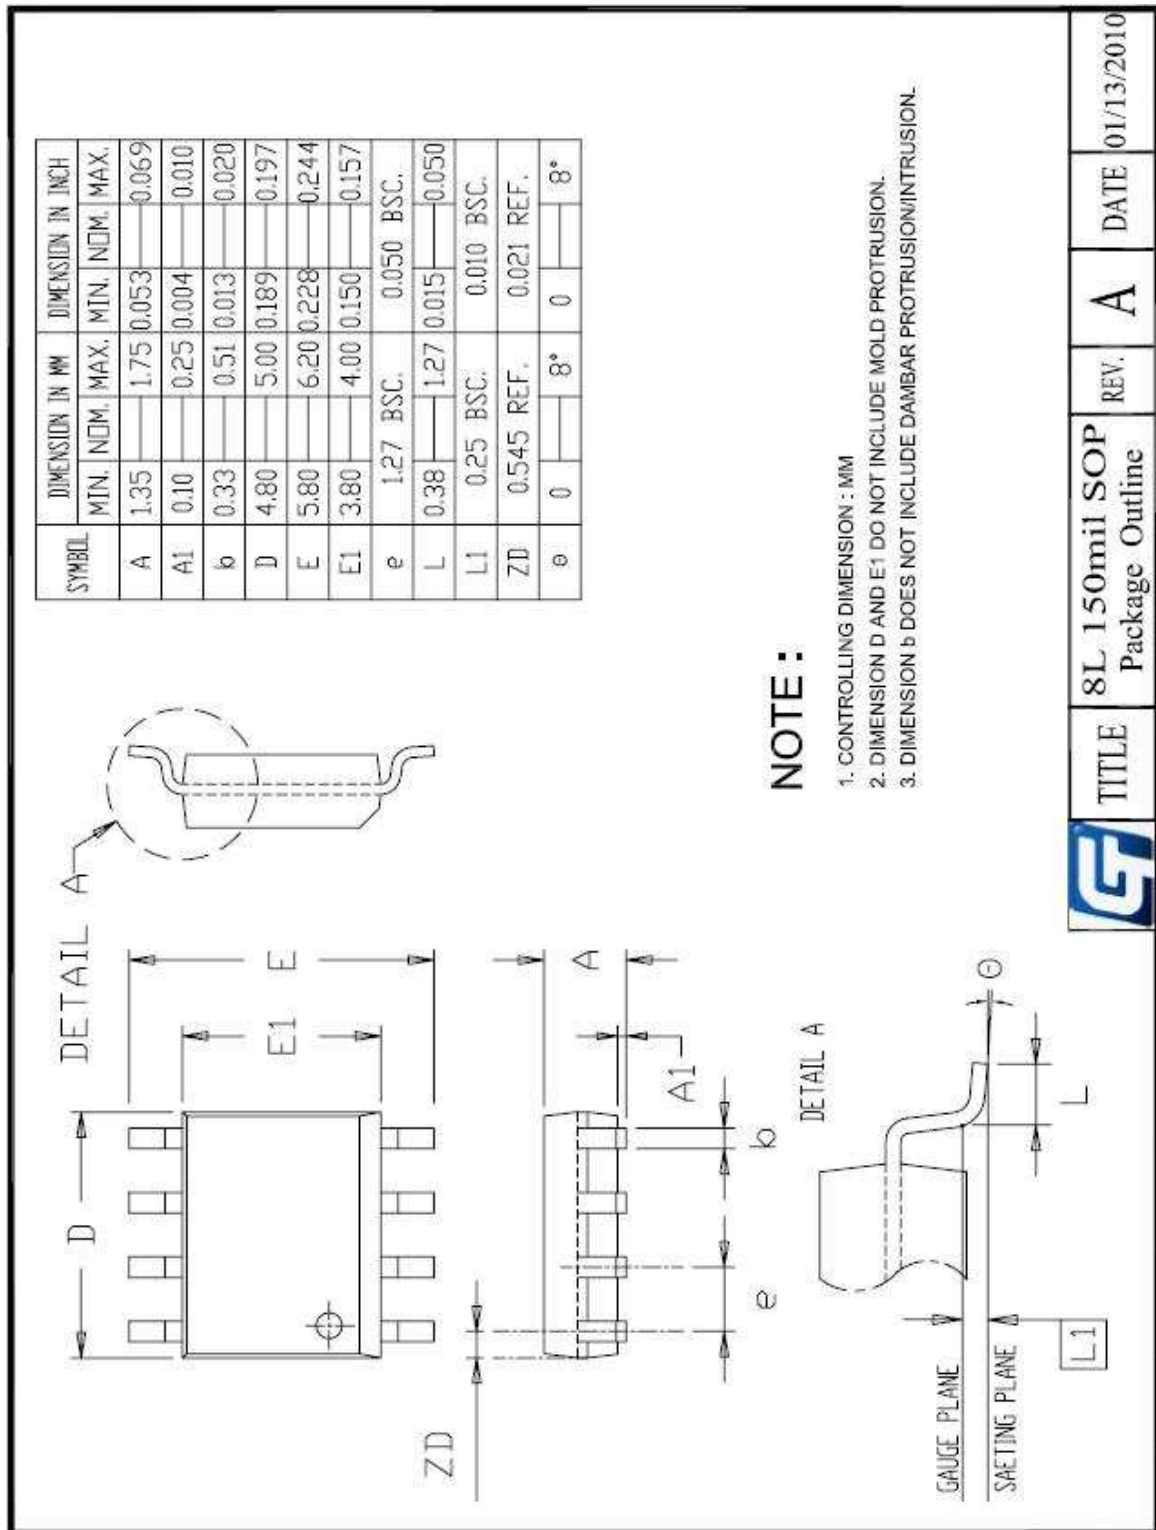 DETAIL A
D
E1
E
ZD
e
b
A1
A
DETAIL A
GAUGE PLANE
SAETING PLANE
L1
L
Θ
SYMBOL DIMENSION IN MM DIMENSION IN INCH
MIN. NOM. MAX. MIN. NOM. MAX.
A 1.35 1.75 0.053 0.069
A1 0.10 0.25 0.004 0.010
b 0.33 0.51 0.013 0.020
D 4.80 5.00 0.189 0.197
E 5.80 6.20 0.228 0.244
E1 3.80 4.00 0.150 0.157
e 1.27 BSC. 0.050 BSC.
L 0.38 1.27 0.015 0.050
L1 0.25 BSC. 0.010 BSC.
ZD 0.545 REF. 0.021 REF.
Θ 0 8° 0 8°
NOTE :
1. CONTROLLING DIMENSION : MM
2. DIMENSION D AND E1 DO NOT INCLUDE MOLD PROTRUSION.
3. DIMENSION b DOES NOT INCLUDE DAMBAR PROTRUSION/INTRUSION.
GT
TITLE
8L 150mil SOP
Package Outline
REV.
A
DATE
01/13/2010